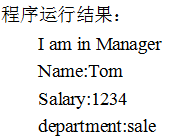 程序运行结果：
I am in Manager
Name:Tom
Salary:1234
department:sale